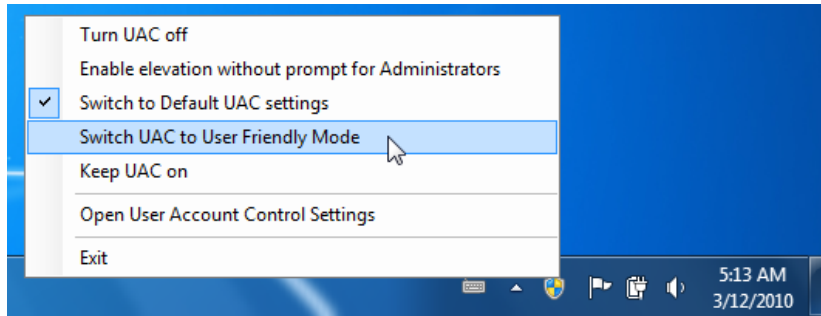 Turn UAC off
Enable elevation without prompt for Administrators
Switch to Default UAC settings
Switch UAC to User Friendly Mode
Keep UAC on
Open User Account Control Settings
Exit
5:13 AM
3/12/2010